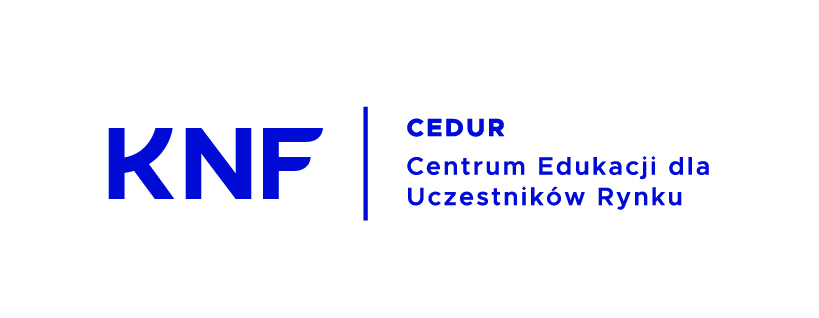 KNF
CEDUR
Centrum Edukacji dla
Uczestników Rynku